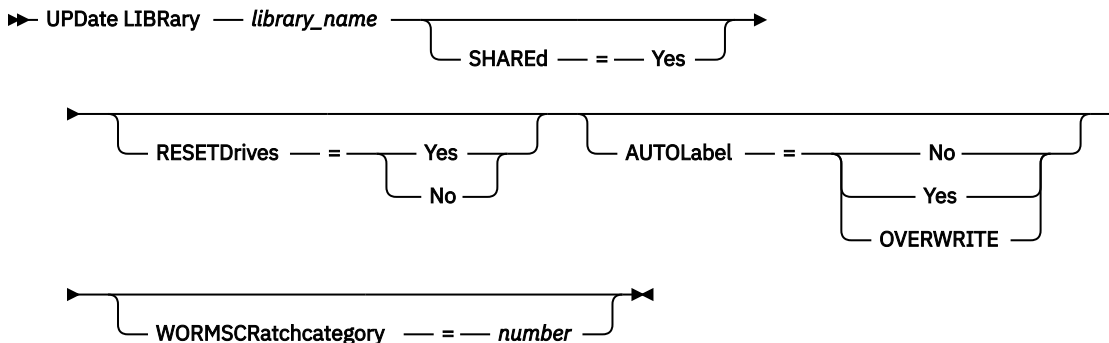 UPDate LIBRary library_name
SHAREd = Yes
RESETDrives = Yes
No
AUTOLabel = No
Yes
OVERWRITE
WORMSCRatchcategory = number